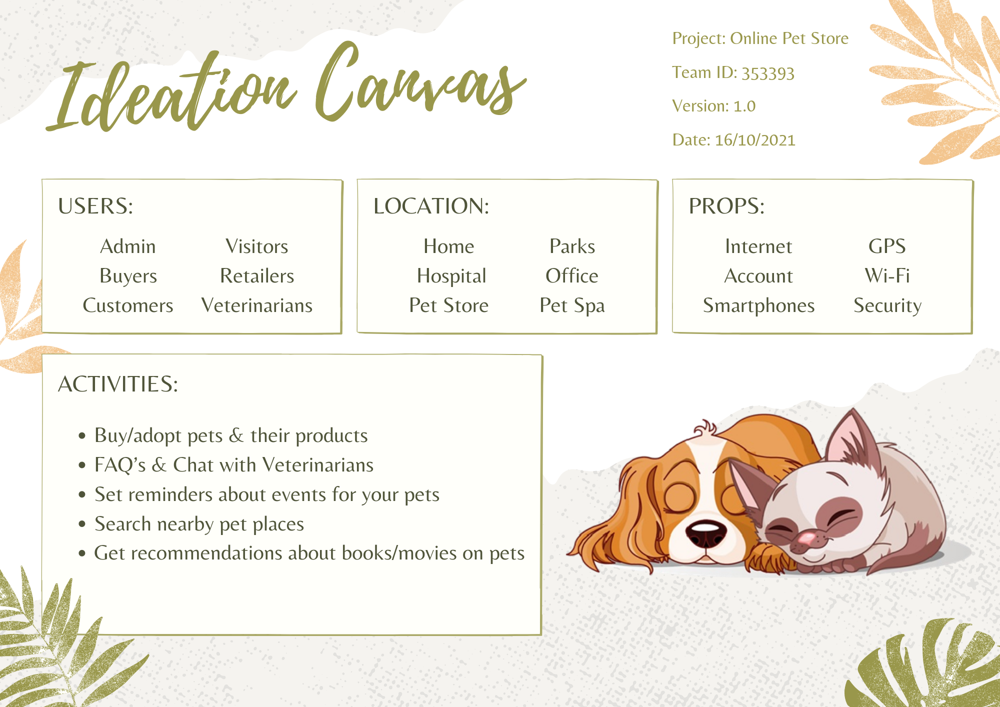 Ideation Canvas
Project: Online Pet Store
Team ID: 353393
Version: 1.0
Date: 16/10/2021
USERS:
Admin
Buyers
Customers
Visitors
Retailers
Veterinarians
LOCATION:
Home
Hospital
Pet Store
Parks
Office
Pet Spa
PROPS:
Internet
Account
Smartphones
GPS
Wi-Fi
Security
ACTIVITIES:
• Buy/adopt pets & their products
• FAQ’s & Chat with Veterinarians
• Set reminders about events for your pets
• Search nearby pet places
• Get recommendations about books/movies on pets